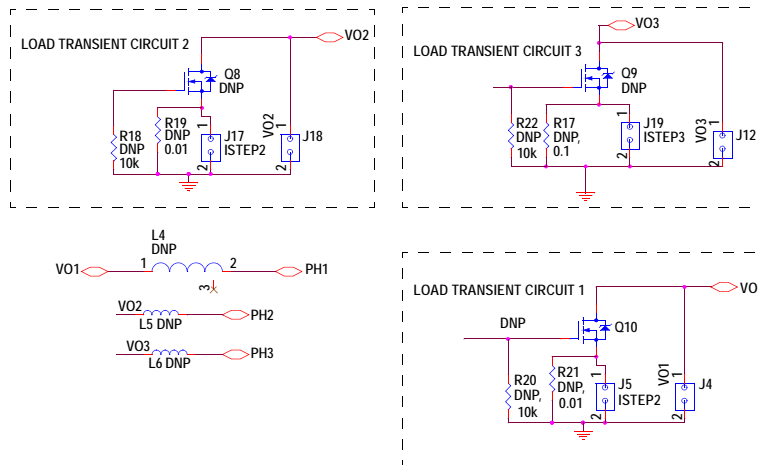 LOAD TRANSIENT CIRCUIT 2
VO2
Q8
DNP
R18
DNP
10k
R19
DNP
0.01
1
2
J17
ISTEP2
VO2
1
2
J18
LOAD TRANSIENT CIRCUIT 3
VO3
Q9
DNP
R22
DNP
10k
R17
DNP,
0.1
1
2
J19
ISTEP3
VO3
1
2
J12
L4
DNP
VO1
1
2
PH1
3
VO2
L5 DNP
PH2
VO3
L6 DNP
PH3
LOAD TRANSIENT CIRCUIT 1
VO
DNP
Q10
R20
DNP,
10k
R21
DNP,
0.01
1
2
J5
ISTEP2
VO1
1
2
J4